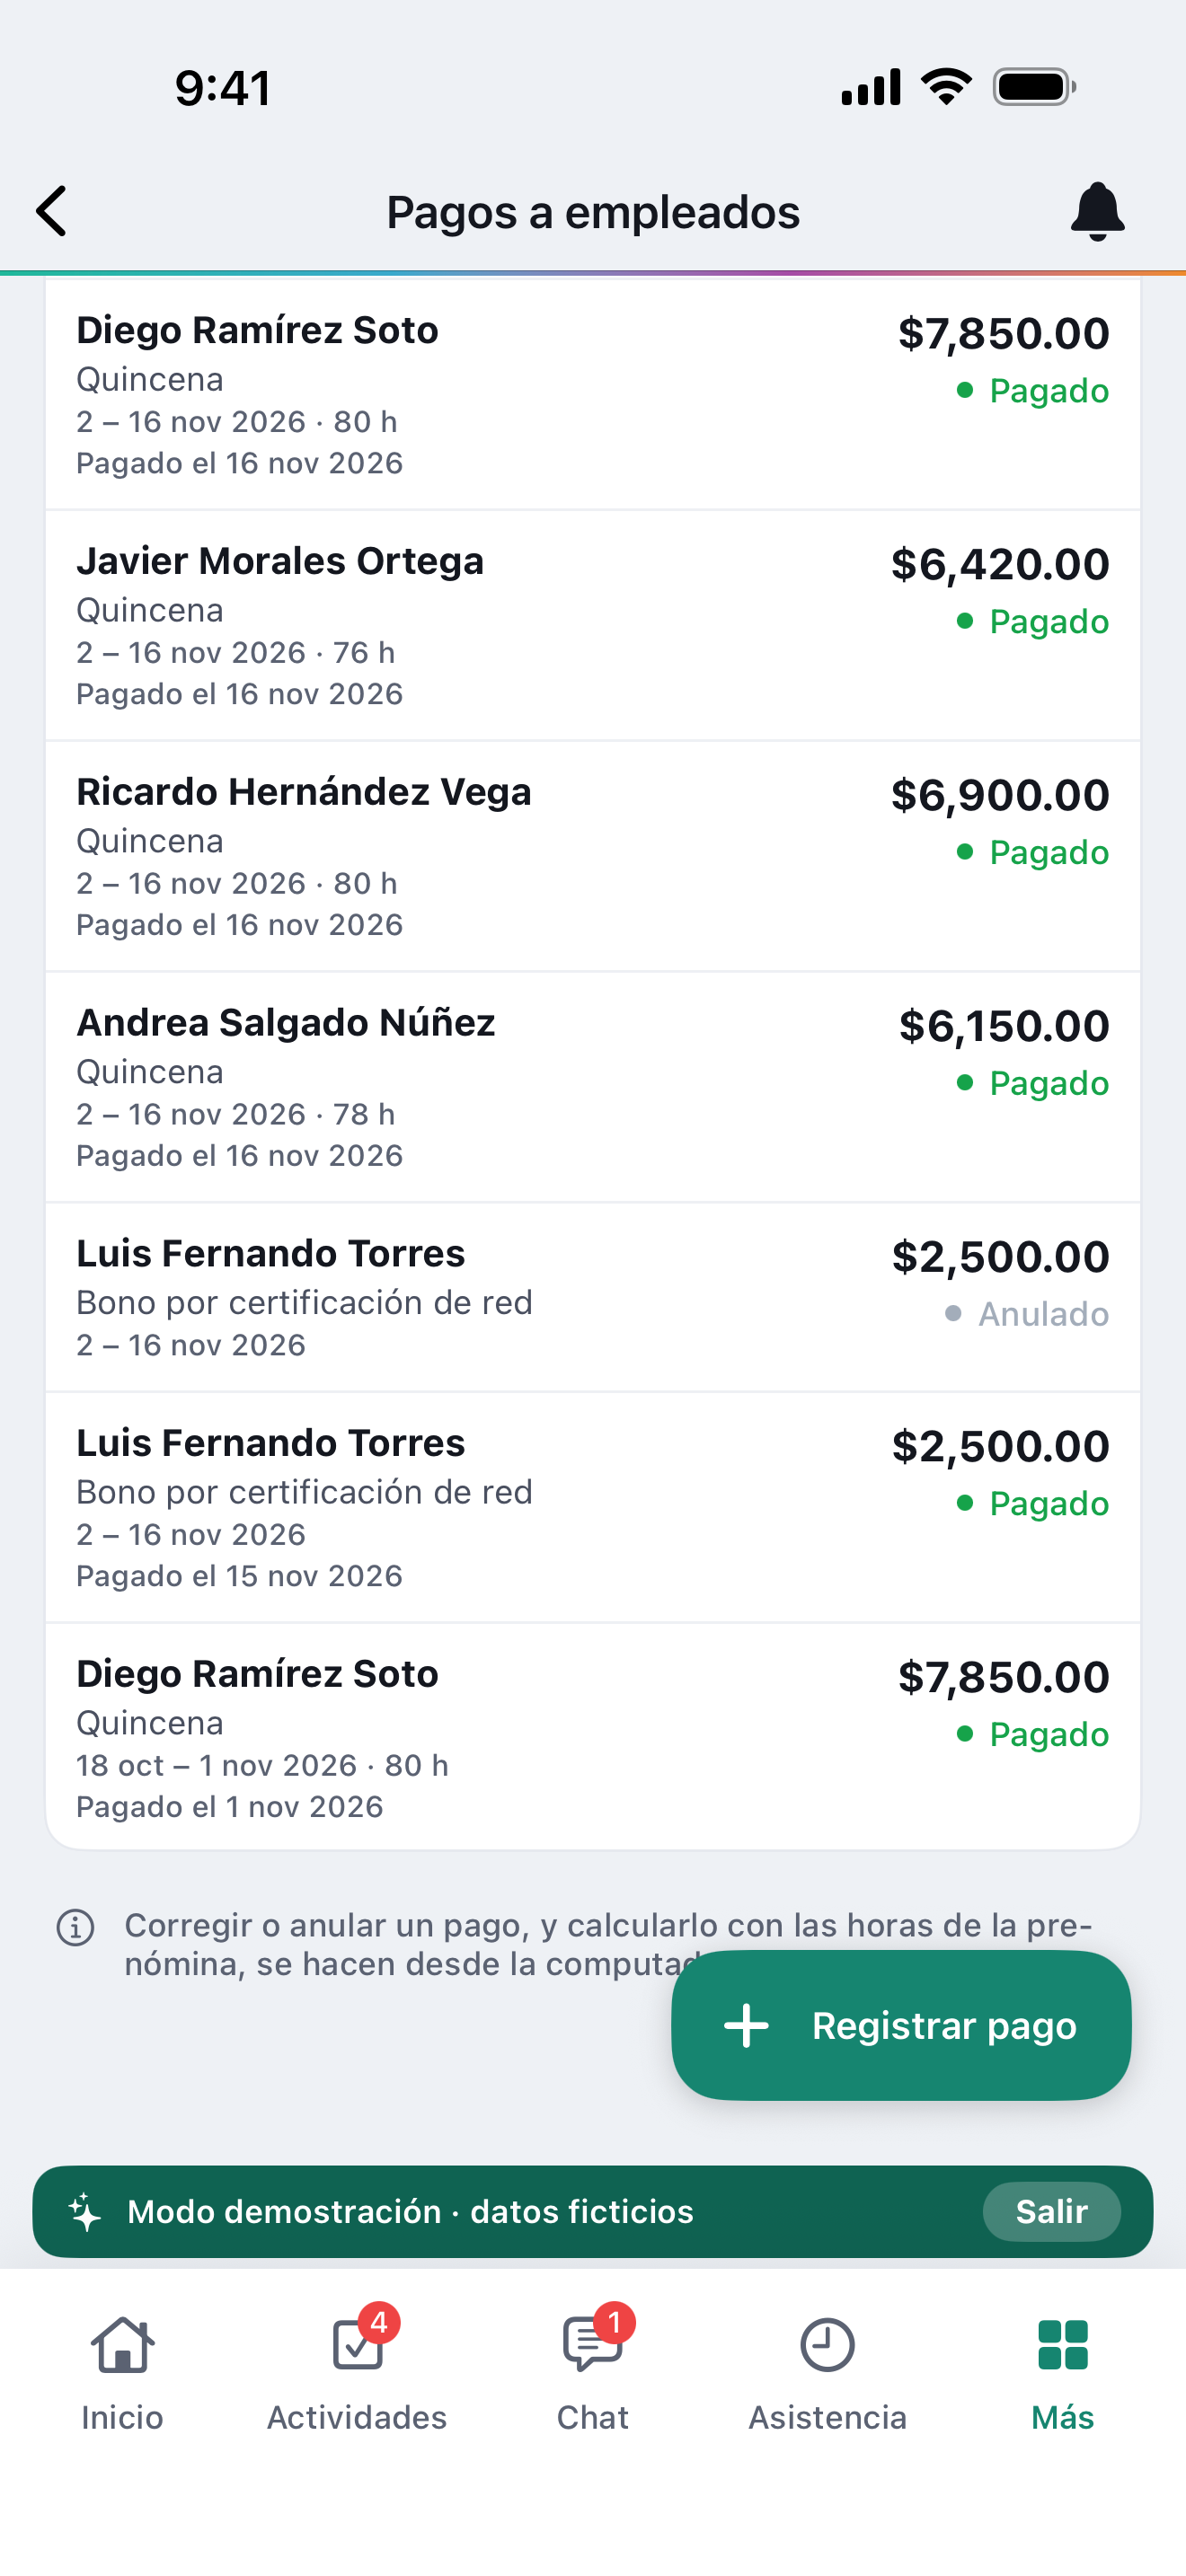 9:41
Pagos a empleados
Diego Ramírez Soto
$7,850.00
Quincena
Pagado
2 – 16 nov 2026 · 80 h
Pagado el 16 nov 2026
Javier Morales Ortega
$6,420.00
Quincena
Pagado
2 – 16 nov 2026 · 76 h
Pagado el 16 nov 2026
Ricardo Hernández Vega
$6,900.00
Quincena
Pagado
2 – 16 nov 2026 · 80 h
Pagado el 16 nov 2026
Andrea Salgado Núñez
$6,150.00
Quincena
Pagado
2 – 16 nov 2026 · 78 h
Pagado el 16 nov 2026
Luis Fernando Torres
$2,500.00
Bono por certificación de red
Anulado
2 – 16 nov 2026
Luis Fernando Torres
$2,500.00
Bono por certificación de red
Pagado
2 – 16 nov 2026
Pagado el 15 nov 2026
Diego Ramírez Soto
$7,850.00
Quincena
Pagado
18 oct – 1 nov 2026 · 80 h
Pagado el 1 nov 2026
Corregir o anular un pago, y calcularlo con las horas de la pre-
nómina, se hacen desde la
Registrar pago
Modo demostración · datos ficticios
Salir
4
1
Inicio
Actividades
Chat
Asistencia
Más